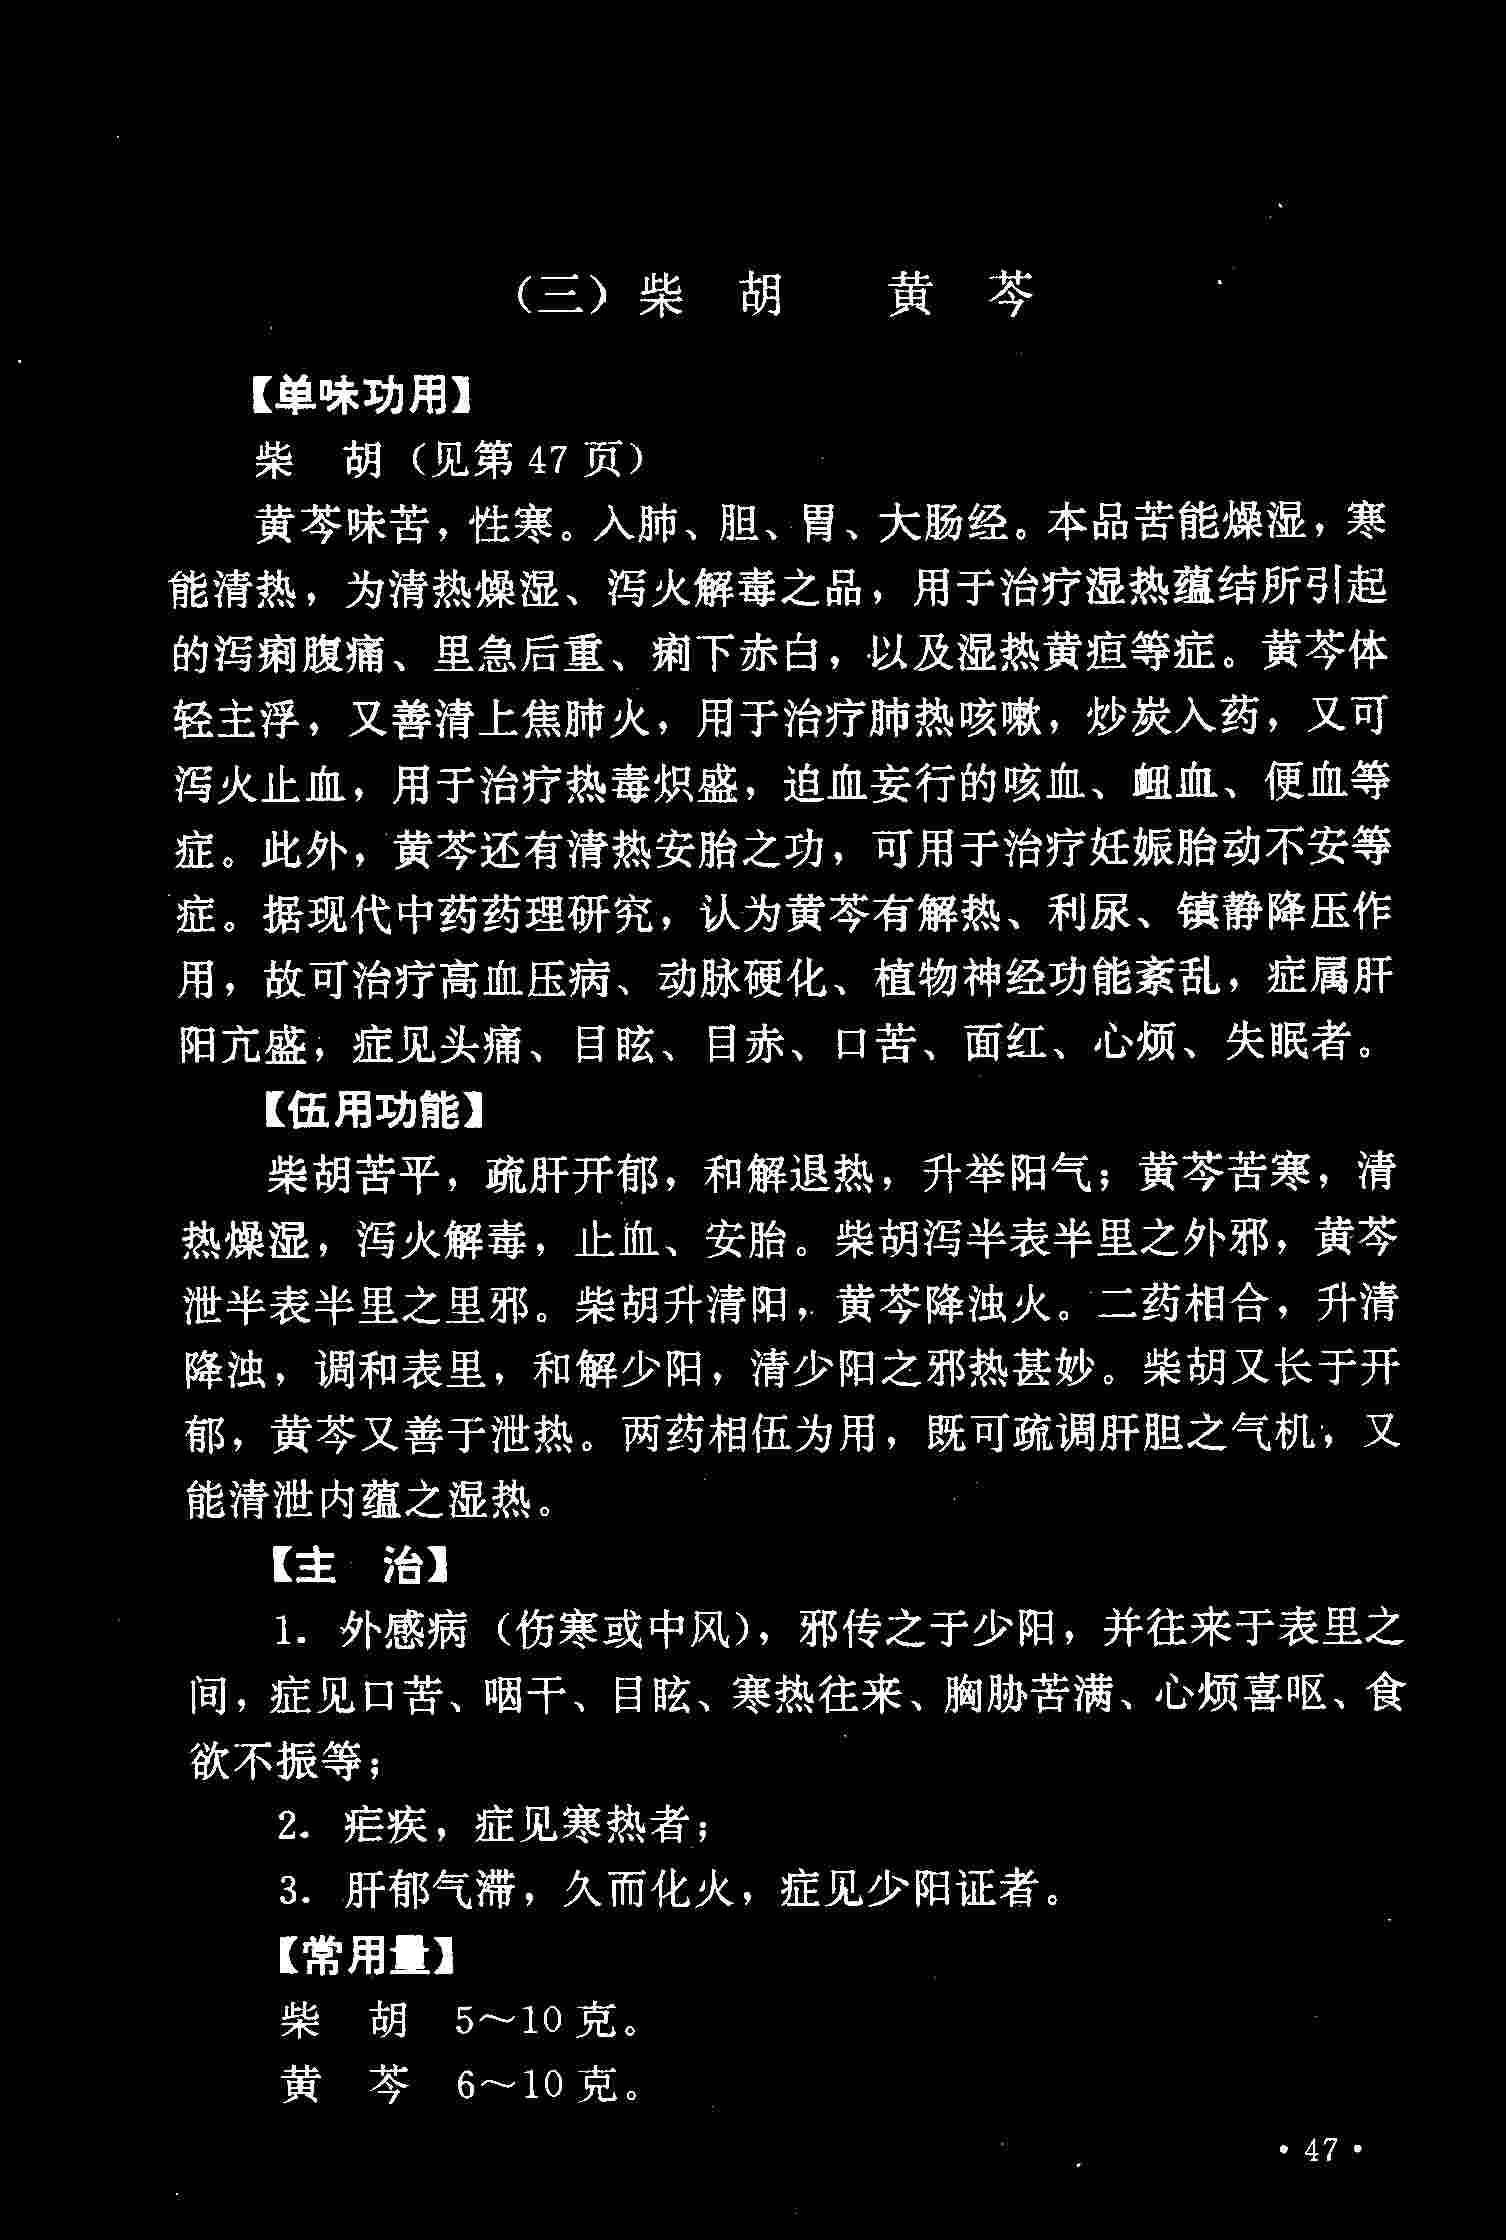 （三）柴　胡　　黄　芩
【单味功用】
柴　胡（见第 47 页）
黄芩味苦，性寒。入肺、胆、胃、大肠经。本品苦能燥湿，寒
能清热，为清热燥湿、泻火解毒之品，用于治疗湿热蕴结所引起
的泻痢腹痛、里急后重、痢下赤白，以及湿热黄疸等症。黄芩体
轻主浮，又善清上焦肺火，用于治疗肺热咳嗽，炒炭入药，又可
泻火止血，用于治疗热毒炽盛，迫血妄行的咳血、衄血、便血等
症。此外，黄芩还有清热安胎之功，可用于治疗妊娠胎动不安等
症。据现代中药药理研究，认为黄芩有解热、利尿、镇静降压作
用，故可治疗高血压病、动脉硬化、植物神经功能紊乱，症属肝
阳亢盛，症见头痛、目眩、目赤、口苦、面红、心烦、失眠者。
【伍用功能】
柴胡苦平，疏肝开郁，和解退热，升举阳气；黄芩苦寒，清
热燥湿，泻火解毒，止血、安胎。柴胡泻半表半里之外邪，黄芩
泄半表半里之里邪。柴胡升清阳，黄芩降浊火。二药相合，升清
降浊，调和表里，和解少阳，清少阳之邪热甚妙。柴胡又长于开
郁，黄芩又善于泄热。两药相伍为用，既可疏调肝胆之气机，又
能清泄内蕴之湿热。
【主　治】
1. 外感病（伤寒或中风），邪传之于少阳，并往来于表里之
间，症见口苦、咽干、目眩、寒热往来、胸胁苦满、心烦喜呕、食
欲不振等；
2. 疟疾，症见寒热者；
3. 肝郁气滞，久而化火，症见少阳证者。
【常用量】
柴　胡　5～10 克。
黄　芩　6～10 克。
· 47 ·